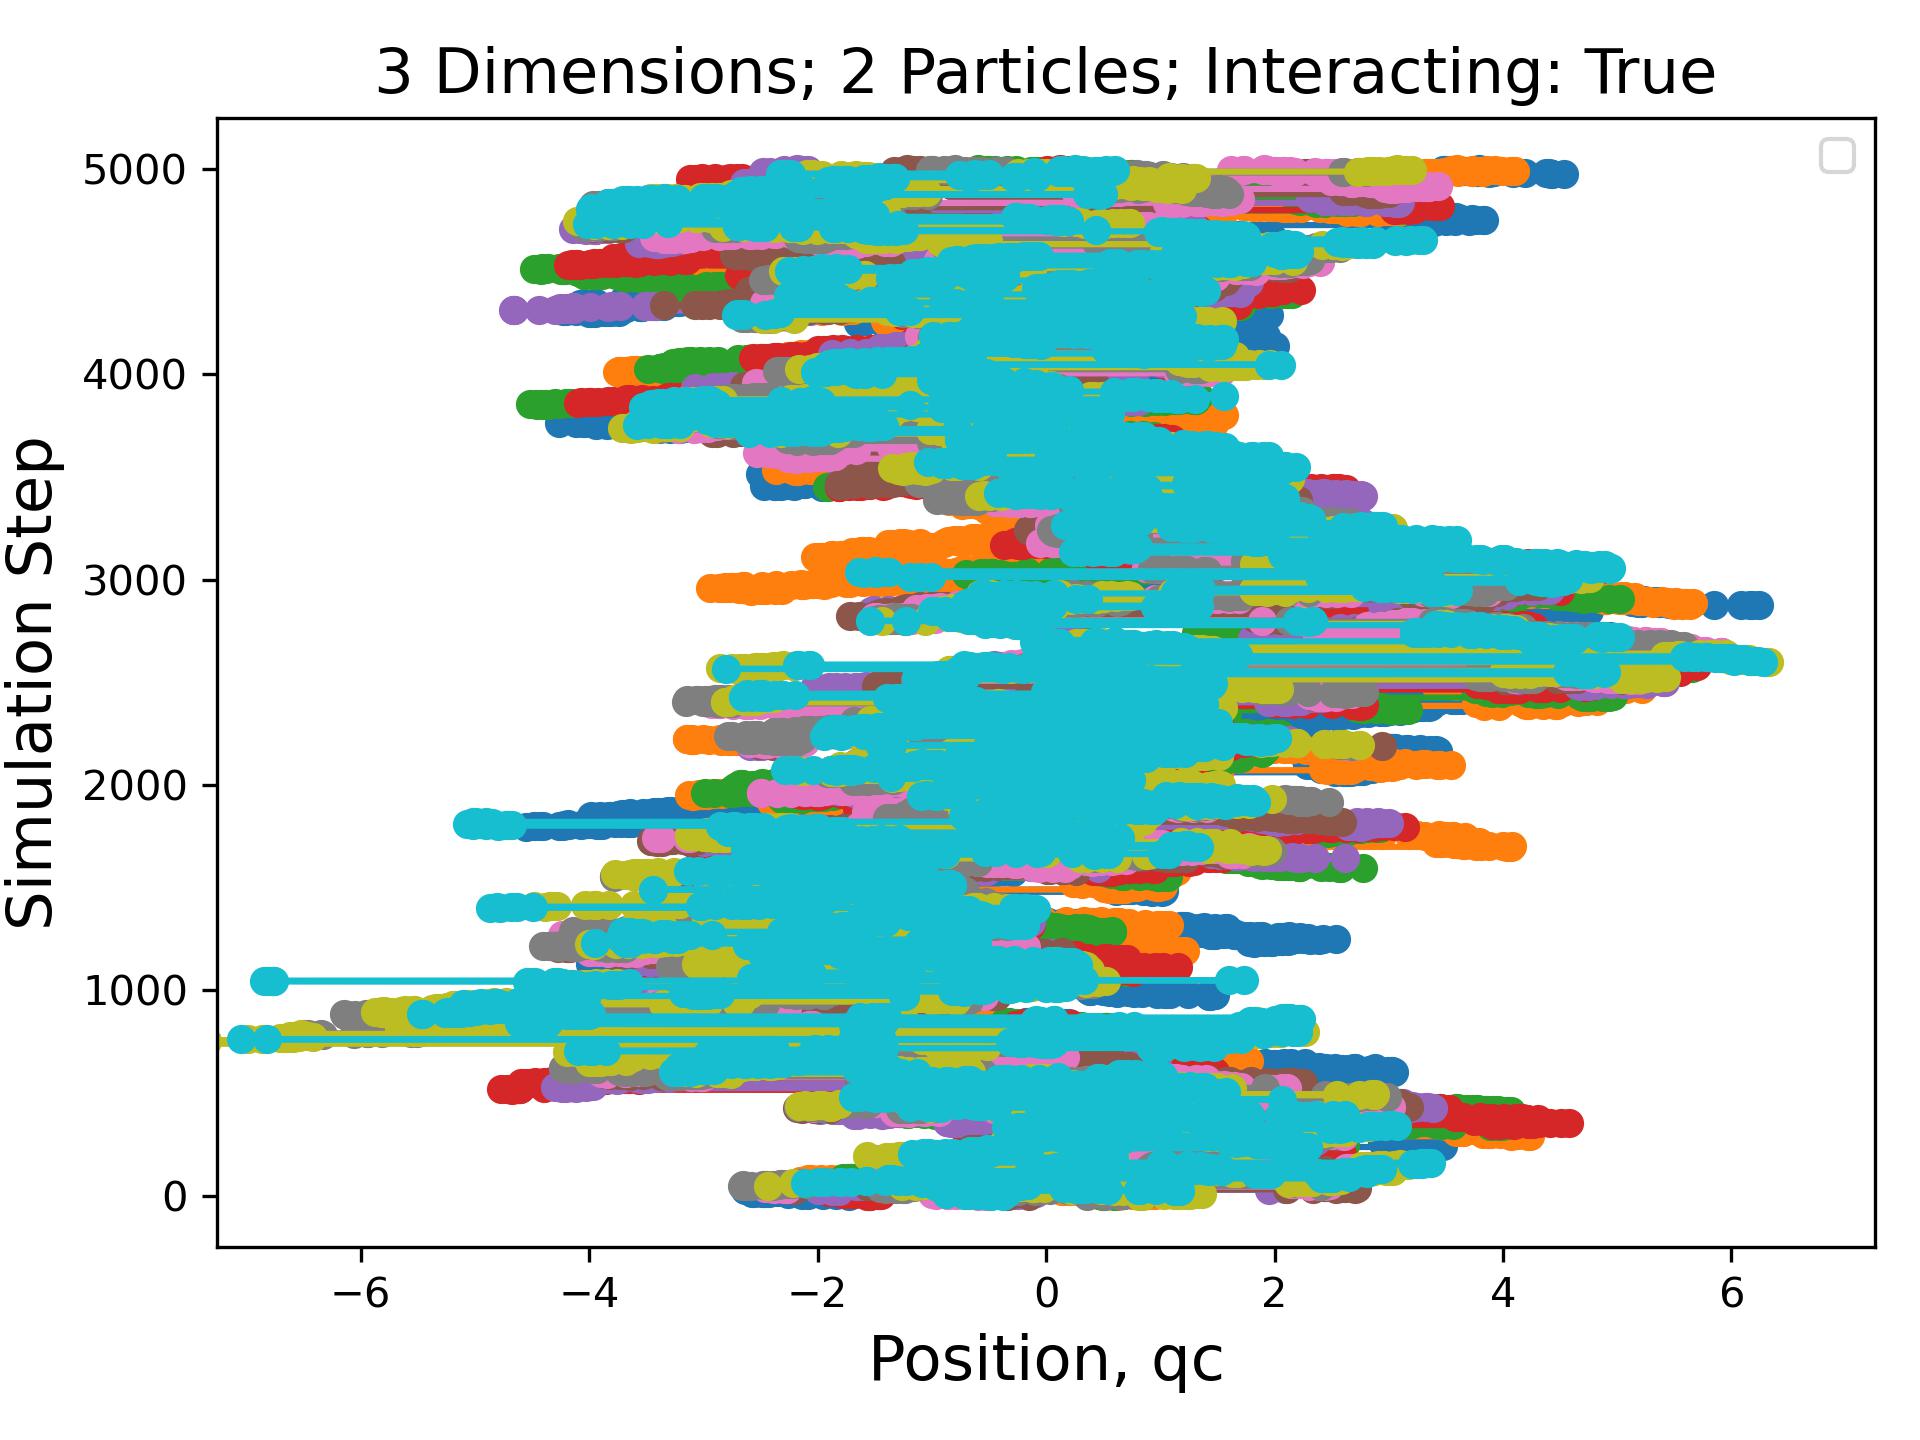 3 Dimensions; 2 Particles; Interacting: True
Simulation Step
5000
4000
3000
2000
1000
0
−6 −4 −2 0 2 4 6
Position, qc